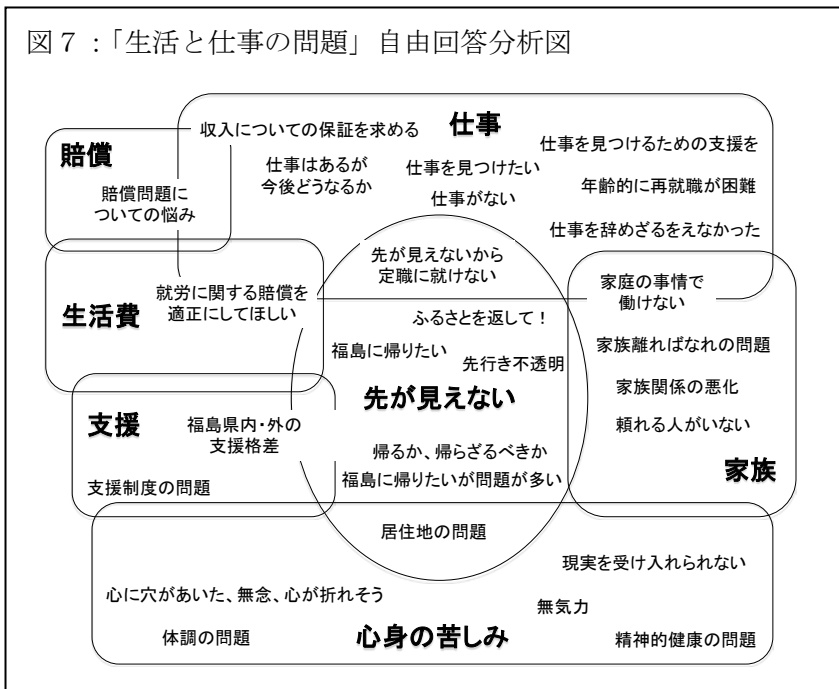 図７：「生活と仕事の問題」自由回答分析図
仕事
収入についての保証を求める
賠償
仕事を見つけるための支援を
仕事はあるが
今後どうなるか
仕事を見つけたい
年齢的に再就職が困難
賠償問題に
ついての悩み
仕事がない
仕事を辞めざるをえなかった
先が見えないから
定職に就けない
家庭の事情で
働けない
生活費
就労に関する賠償を
適正にしてほしい
ふるさとを返して！
福島に帰りたい
先行き不透明
家族離ればなれの問題
先が見えない
家族関係の悪化
支援
福島県内・外の
支援格差
頼れる人がいない
帰るか、帰らざるべきか
家族
支援制度の問題
福島に帰りたいが問題が多い
居住地の問題
現実を受け入れられない
心に穴があいた、無念、心が折れそう
無気力
体調の問題
心身の苦しみ
精神的健康の問題